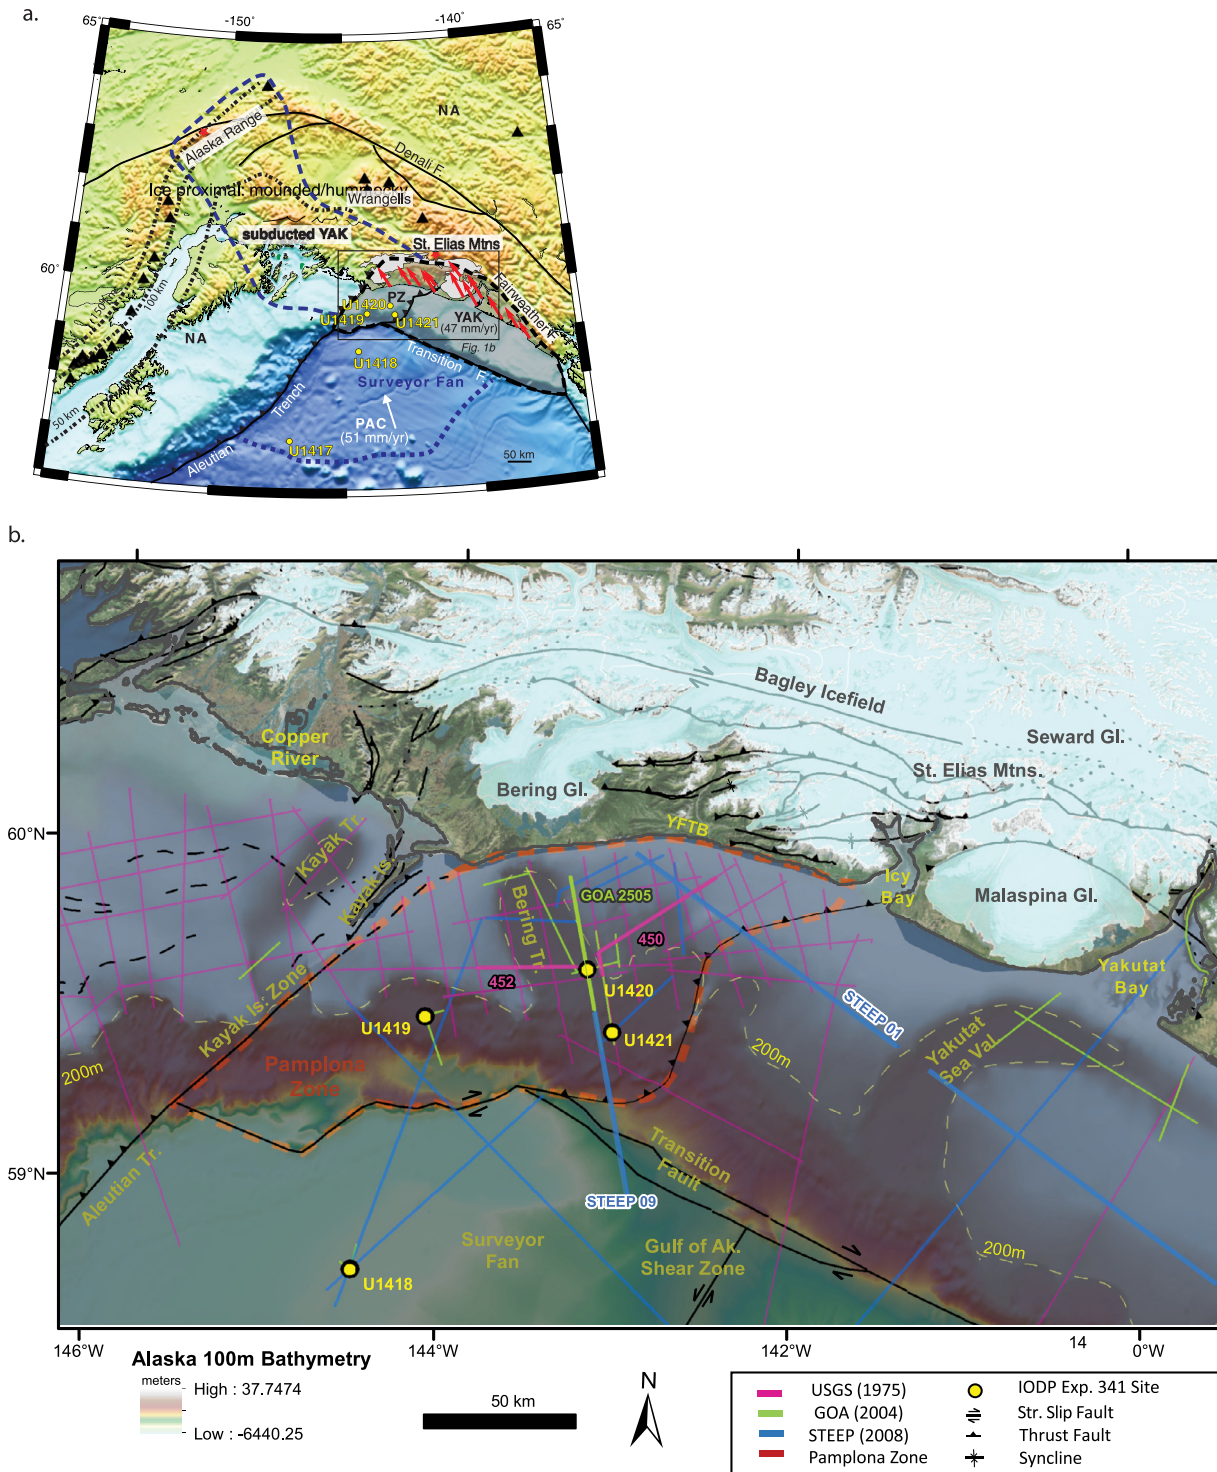 a.
65°
-150°
-140°
65°
NA
Alaska Range
Denali F.
Ice proximal: mounded/hummocky
Wrangells
subducted YAK
St. Elias Mtns
60°
60°
Fairweather F.
150 km
100 km
PZ
U1420
U1419
U1421
YAK
(47 mm/yr)
NA
Fig. 1b
U1418
Transition F.
Surveyor Fan
Trench
PAC
(51 mm/yr)
50 km
U1417
Aleutian
50 km
b.
Bagley Icefield
Copper
River
Seward Gl.
St. Elias Mtns.
Bering Gl.
60°N
YFTB
Kayak Tr.
Kayak Is.
Icy
Bay
Malaspina Gl.
GOA 2505
Bering Tr.
450
Yakutat
Bay
452
U1420
Kayak Is. Zone
U1419
STEEP 01
U1421
Yakutat
Sea Val.
200m
200m
Pamplona
Zone
59°N
Aleutian Tr.
Transition
Fault
STEEP 09
Surveyor
Fan
Gulf of Ak.
Shear Zone
200m
U1418
146°W
144°W
142°W
14 0°W
Alaska 100m Bathymetry
meters
High : 37.7474
Low : -6440.25
50 km
N
USGS (1975)
GOA (2004)
STEEP (2008)
Pamplona Zone
IODP Exp. 341 Site
Str. Slip Fault
Thrust Fault
Syncline